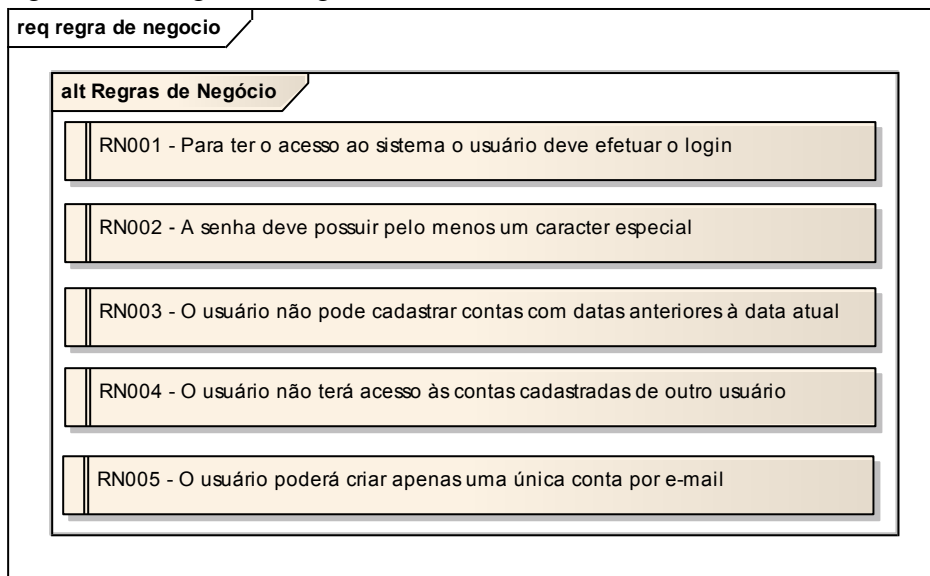 req regra de negocio
alt Regras de Negócio
RN001 - Para ter o acesso ao sistema o usuário deve efetuar o login
RN002 - A senha deve possuir pelo menos um caracter especial
RN003 - O usuário não pode cadastrar contas com datas anteriores à data atual
RN004 - O usuário não terá acesso às contas cadastradas de outro usuário
RN005 - O usuário poderá criar apenas uma única conta por e-mail